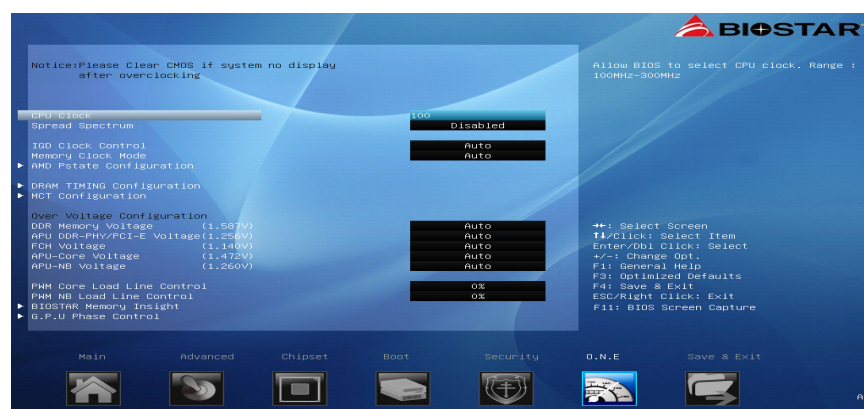 BIOSTAR
Notice:Please Clear CMOS if system no display
after overclocking
Allow BIOS to select CPU clock. Range :
100MHz-300MHz
CPU Clock 100
Spread Spectrum Disabled
IGD Clock Control Auto
Memory Clock Mode Auto
► AMD Pstate Configuration
► DRAM TIMING Configuration
► MCT Configuration
Over Voltage Configuration
DDR Memory Voltage (1.587V) Auto
APU DDR-PHY/PCI-E Voltage(1.256V) Auto
FCH Voltage (1.140V) Auto
APU-Core Voltage (1.472V) Auto
APU-NB Voltage (1.260V) Auto
PWM Core Load Line Control 0%
PWM NB Load Line Control 0%
► BIOSTAR Memory Insight
► G.P.U Phase Control
→←: Select Screen
↑↓/Click: Select Item
Enter/Dbl Click: Select
+/-: Change Opt.
F1: General Help
F3: Optimized Defaults
F4: Save & Exit
ESC/Right Click: Exit
F11: BIOS Screen Capture
Main Advanced Chipset Boot Security O.N.E Save & Exit
A